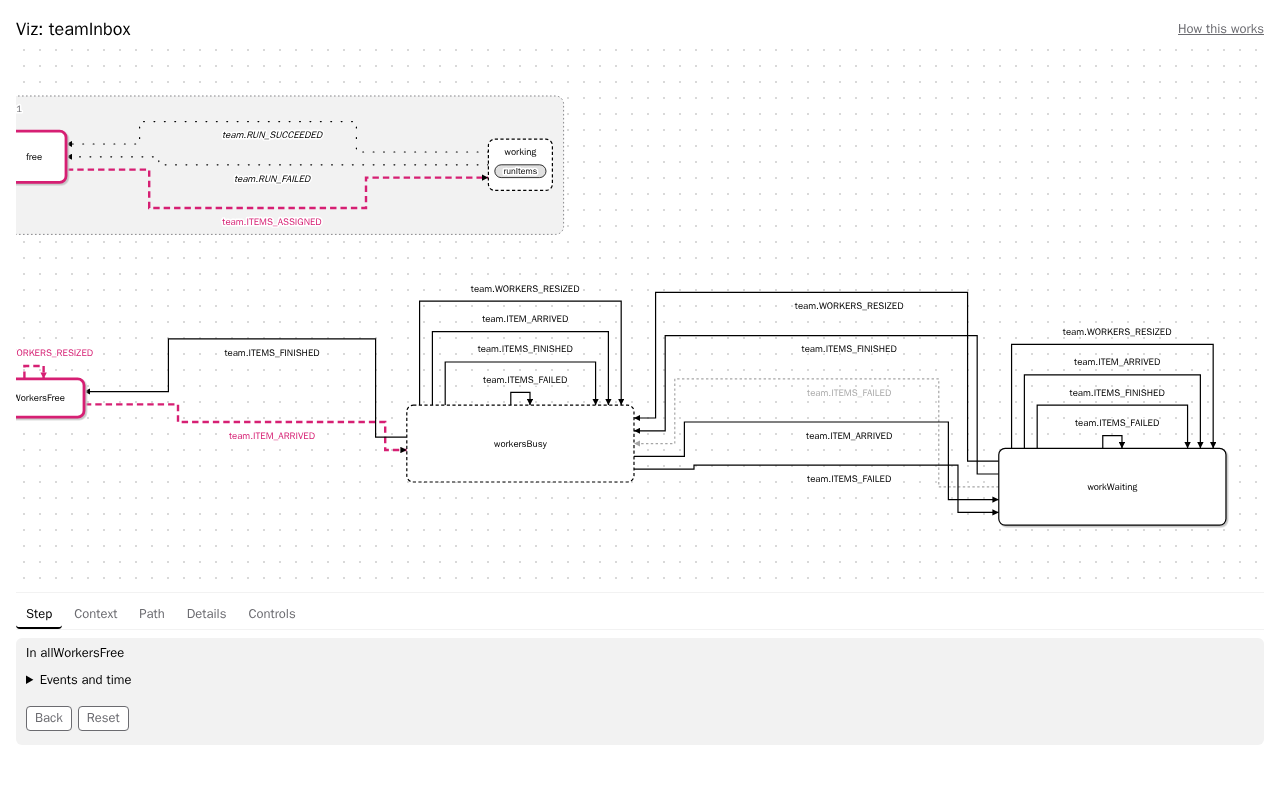 Viz: teamInbox
How this works
1
team.RUN_SUCCEEDED
working
free
runItems
team.RUN_FAILED
team.ITEMS_ASSIGNED
team.WORKERS_RESIZED
team.WORKERS_RESIZED
team.ITEM_ARRIVED
team.WORKERS_RESIZED
ORKERS_RESIZED
team.ITEMS_FINISHED
team.ITEMS_FINISHED
team.ITEMS_FINISHED
team.ITEM_ARRIVED
team.ITEMS_FAILED
team.ITEMS_FAILED
team.ITEMS_FINISHED
WorkersFree
team.ITEMS_FAILED
team.ITEM_ARRIVED
team.ITEM_ARRIVED
workersBusy
team.ITEMS_FAILED
workWaiting
Step
Context
Path
Details
Controls
In allWorkersFree
Events and time
Back
Reset